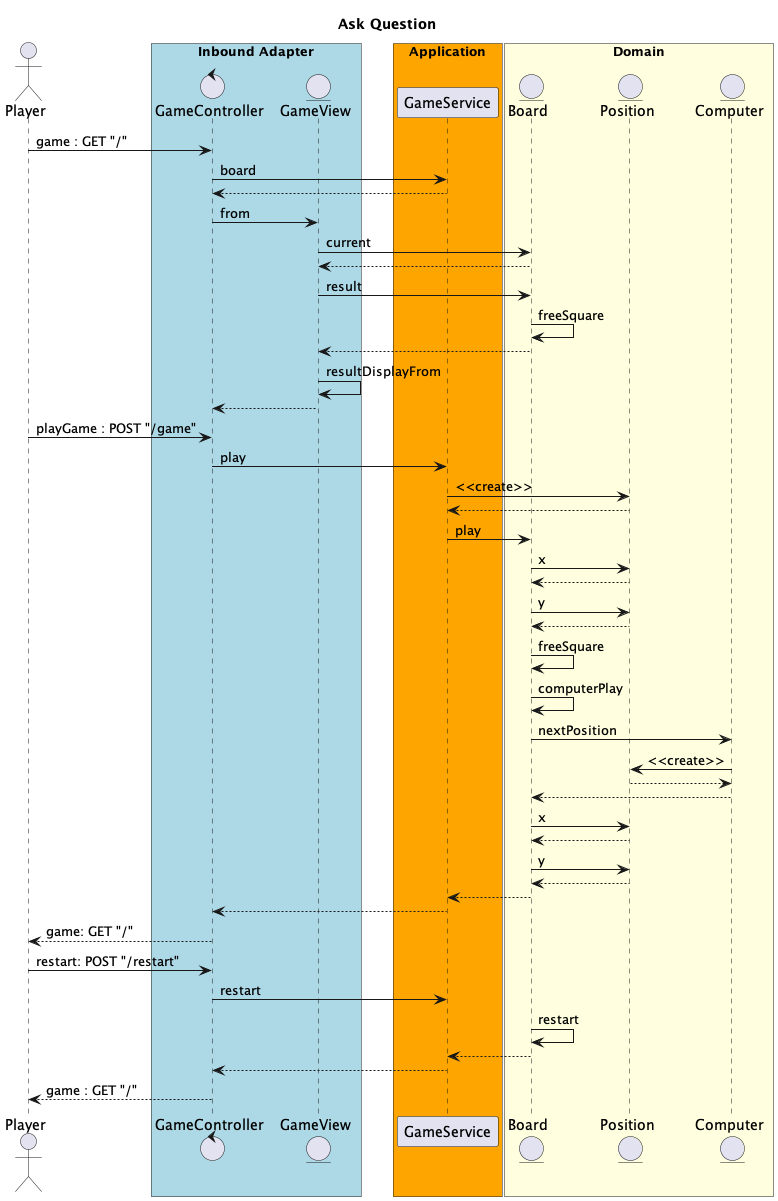 Ask Question
Inbound Adapter
Application
Domain
Player
GameController
GameView
GameService
Board
Position
Computer
game : GET "/"
board
from
current
result
freeSquare
resultDisplayFrom
playGame : POST "/game"
play
<<create>>
play
x
y
freeSquare
computerPlay
nextPosition
<<create>>
x
y
game: GET "/"
restart: POST "/restart"
restart
restart
game : GET "/"
Player
GameController
GameView
GameService
Board
Position
Computer